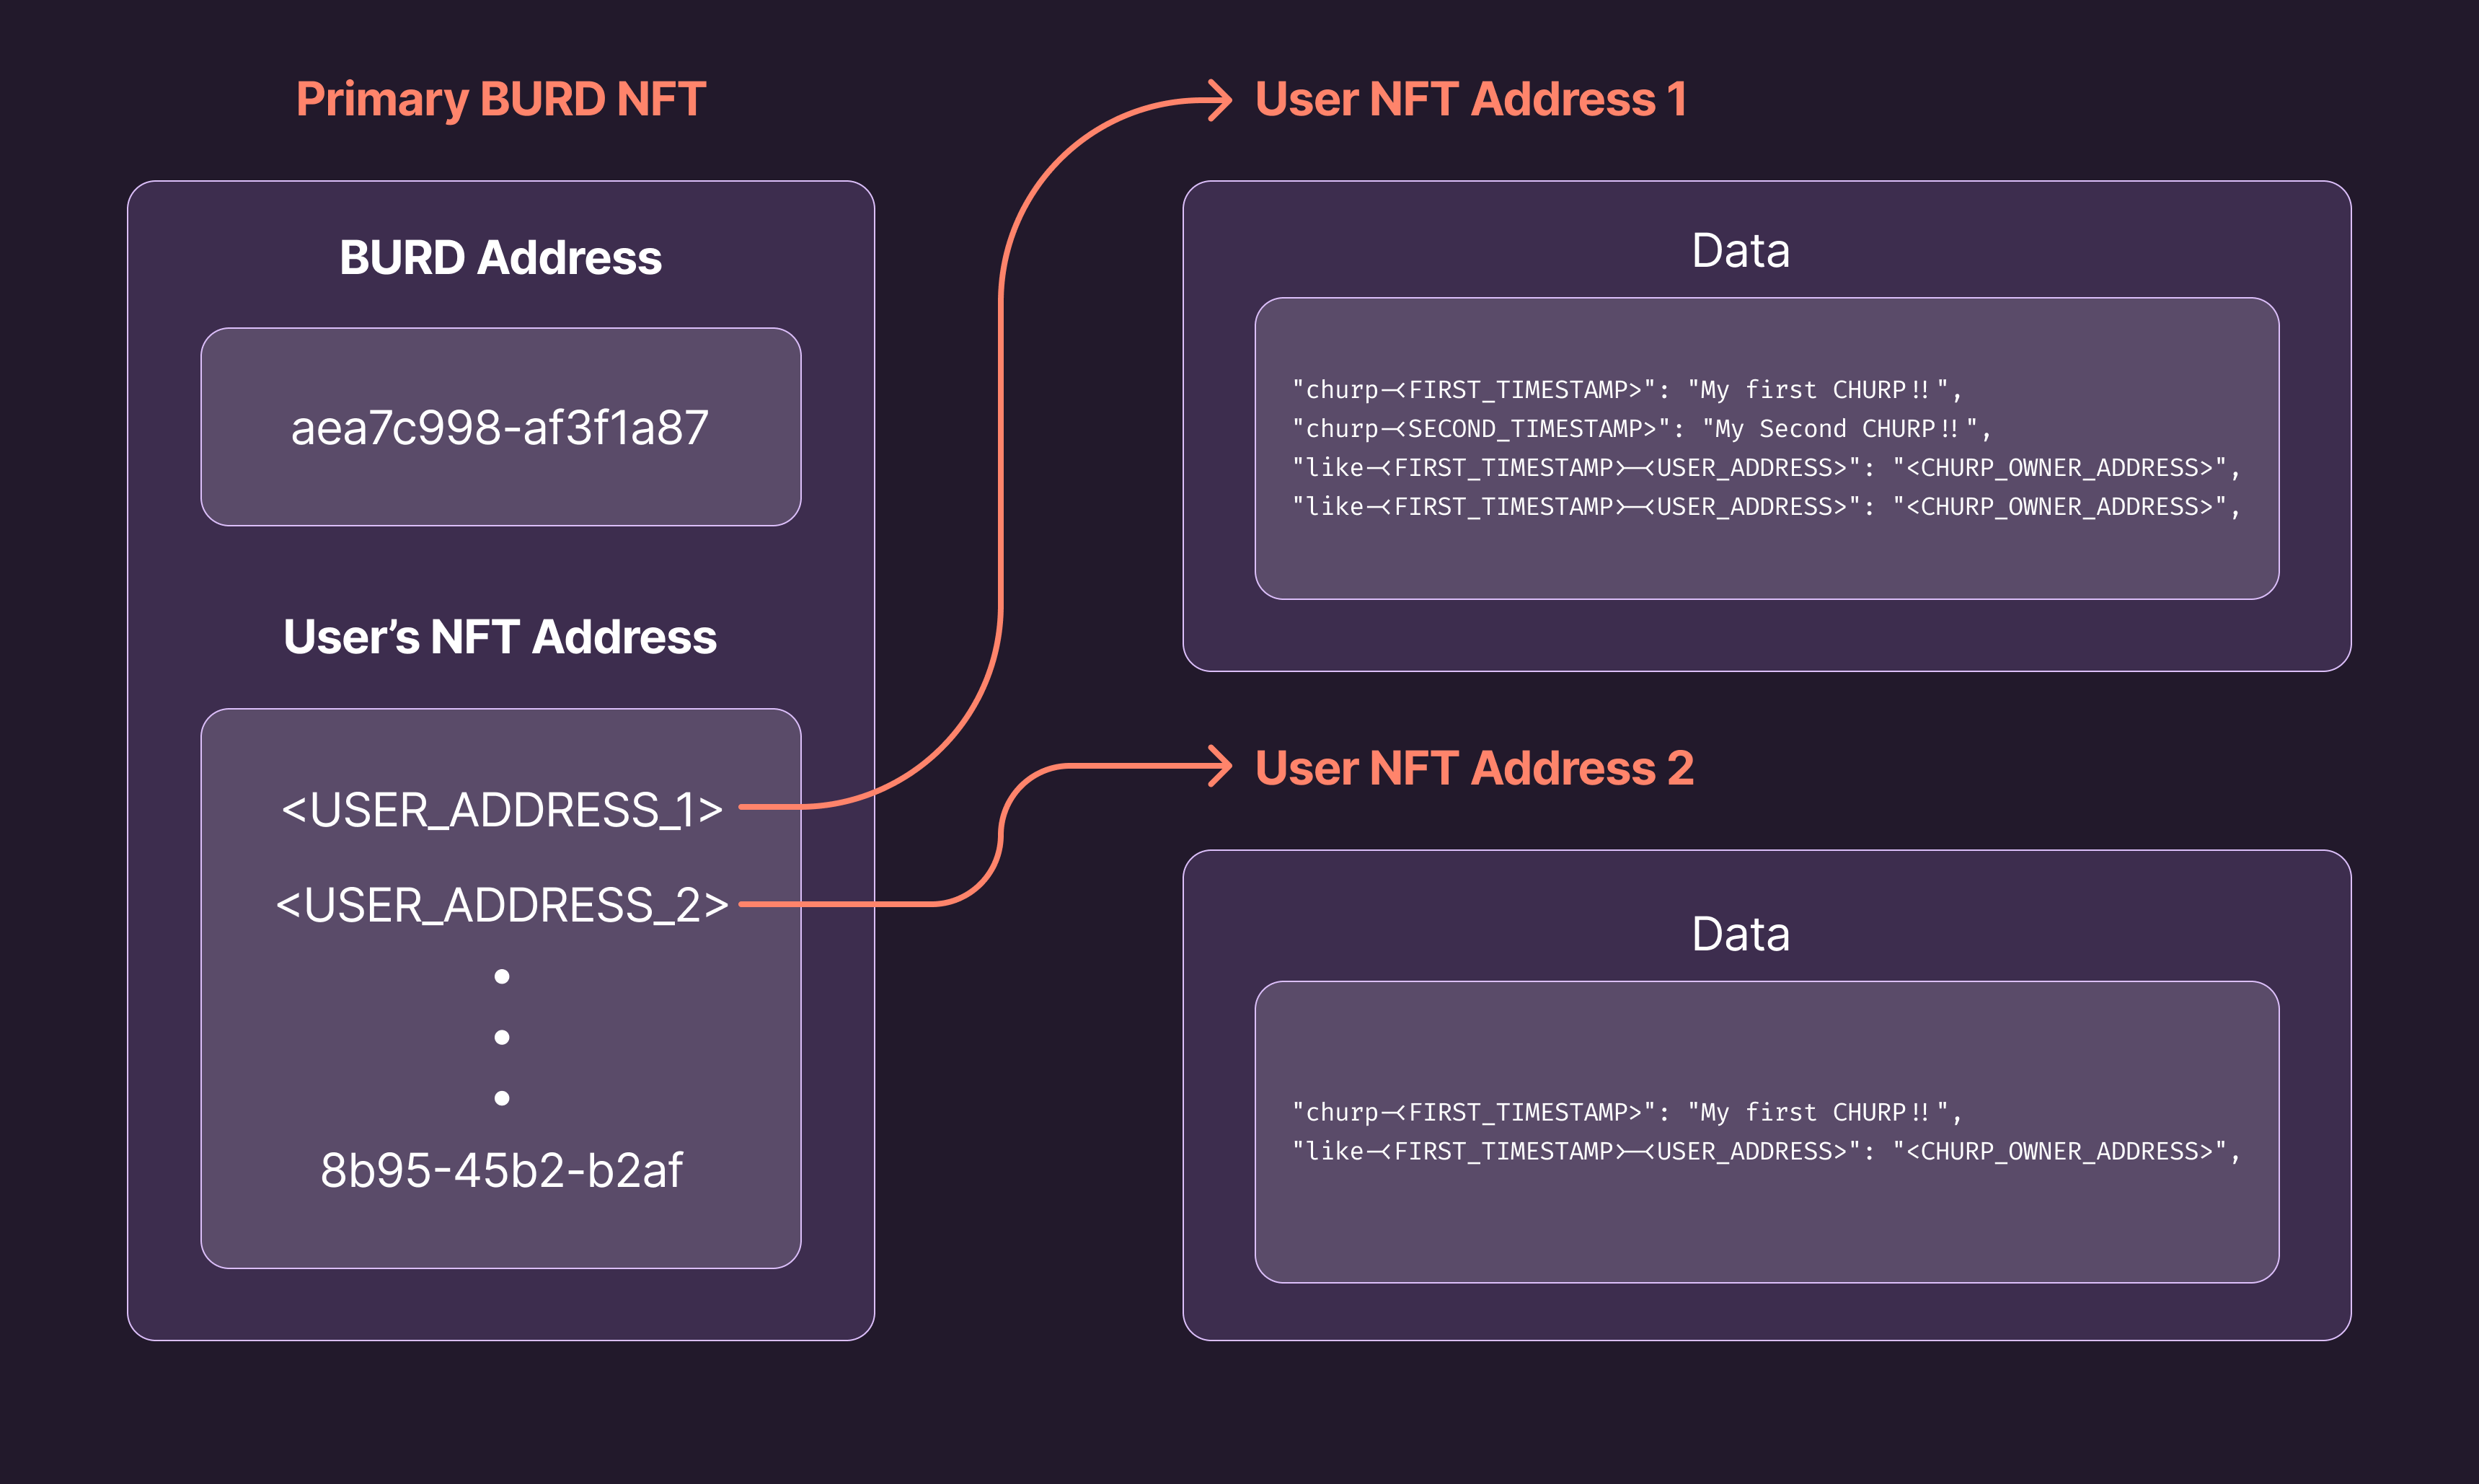 Primary BURD NFT
BURD Address
aea7c998-af3f1a87
User’s NFT Address
<USER_ADDRESS_1>
<USER_ADDRESS_2>
8b95-45b2-b2af
User NFT Address 1
Data
"churp-<FIRST_TIMESTAMP>": "My first CHURP!!",
"churp-<SECOND_TIMESTAMP>": "My Second CHURP!!",
"like-<FIRST_TIMESTAMP>-<USER_ADDRESS>": "<CHURP_OWNER_ADDRESS>",
"like-<FIRST_TIMESTAMP>-<USER_ADDRESS>": "<CHURP_OWNER_ADDRESS>",
User NFT Address 2
Data
"churp-<FIRST_TIMESTAMP>": "My first CHURP!!",
"like-<FIRST_TIMESTAMP>-<USER_ADDRESS>": "<CHURP_OWNER_ADDRESS>",